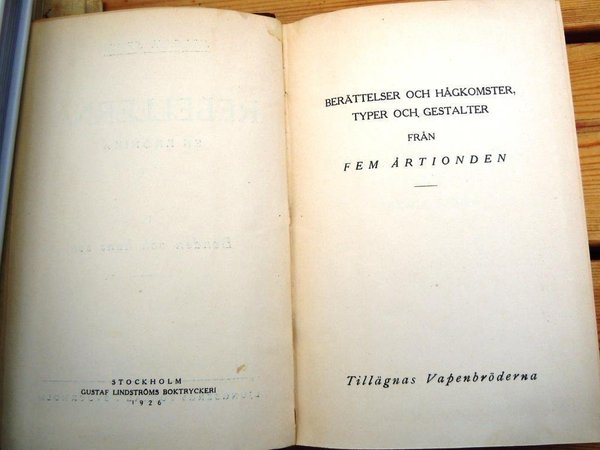 STOCKHOLM
GUSTAF LINDSTRÖMS BOKTRYCKERI
1926
BERÄTTELSER OCH HÅGKOMSTER,
TYPER OCH GESTALTER
FRÅN
FEM ÅRTIONDEN
Tillägnas Vapenbröderna